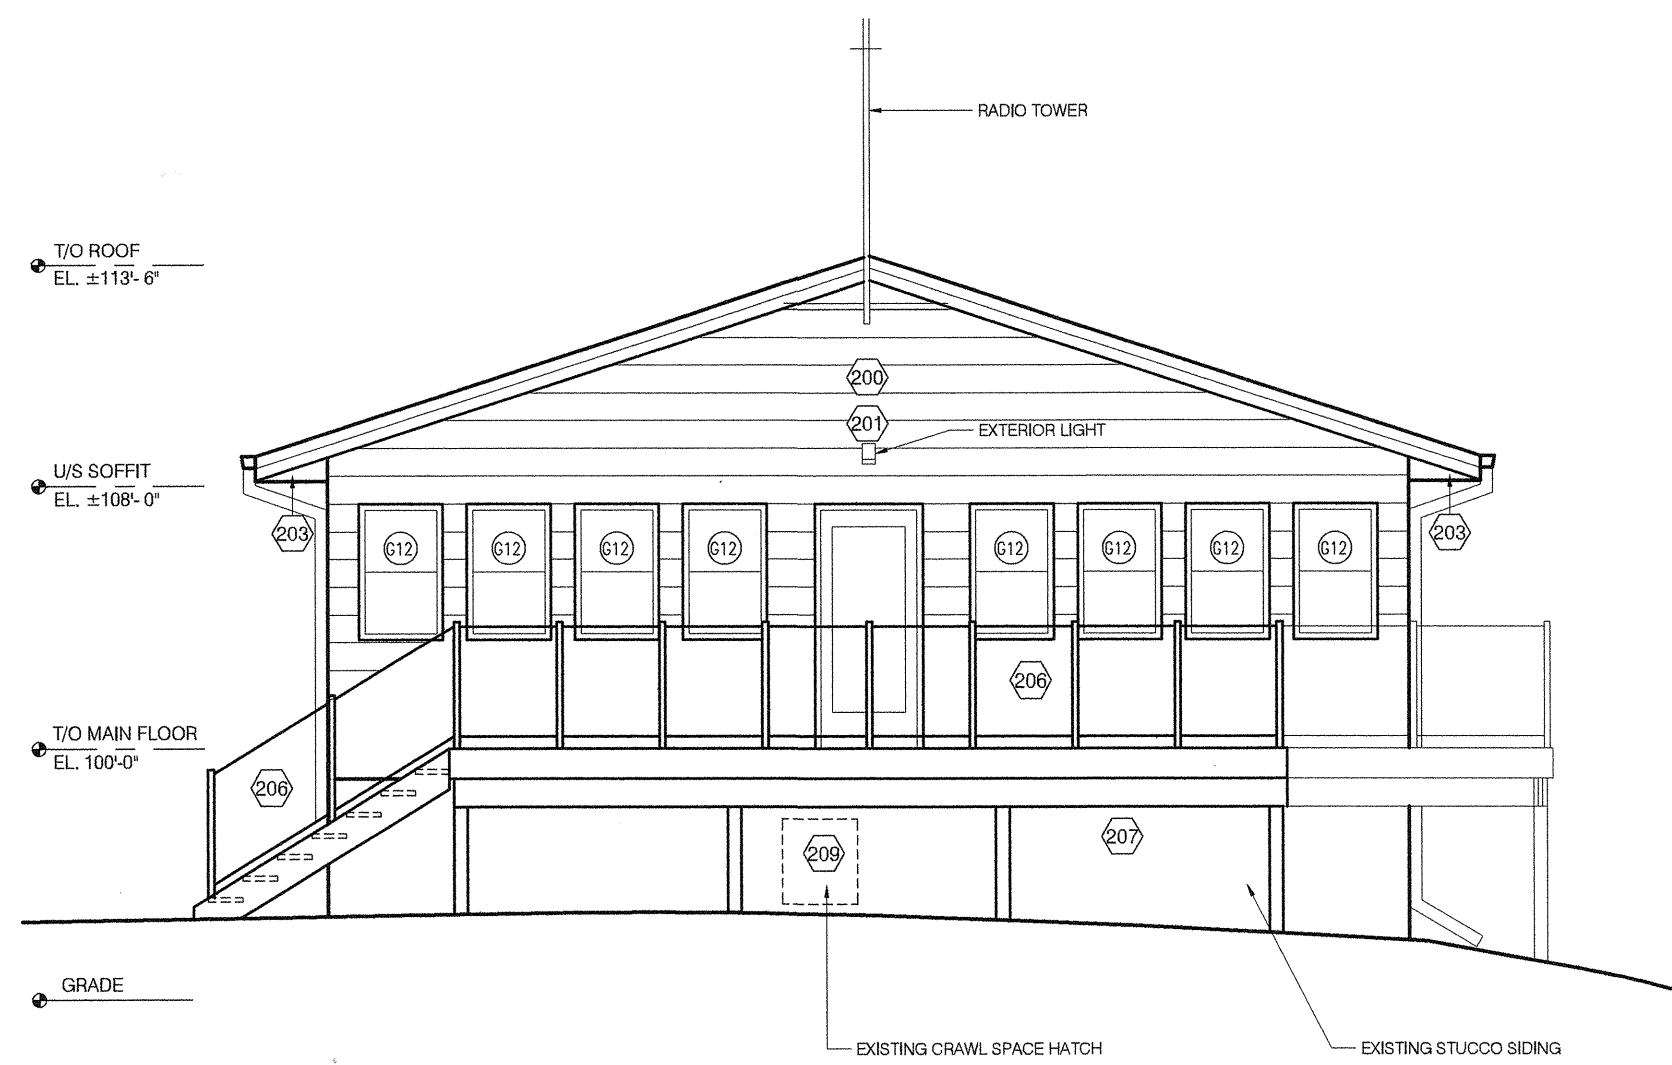 RADIO TOWER
T/O ROOF
EL. ±113'- 6"
200
201
EXTERIOR LIGHT
U/S SOFFIT
EL. ±108'- 0"
203
203
G12
G12
G12
G12
G12
G12
G12
G12
206
T/O MAIN FLOOR
EL. 100'-0"
206
207
209
GRADE
EXISTING CRAWL SPACE HATCH
EXISTING STUCCO SIDING